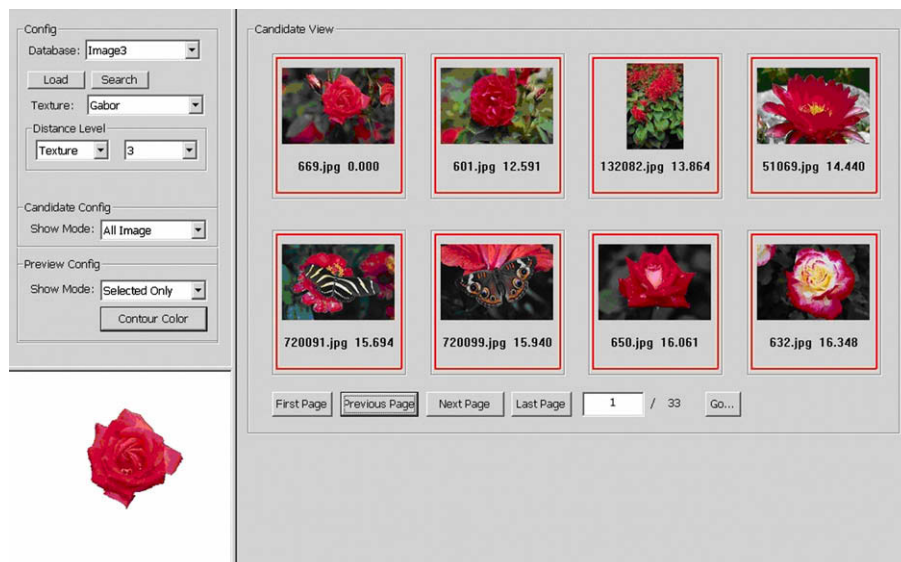 Config
Database: Image3
Load Search
Texture: Gabor
Distance Level
Texture 3
Candidate Config
Show Mode: All Image
Preview Config
Show Mode: Selected Only
Contour Color
Candidate View
669.jpg 0.000 601.jpg 12.591 132082.jpg 13.864 51069.jpg 14.440
720091.jpg 15.694 720099.jpg 15.940 650.jpg 16.061 632.jpg 16.348
First Page Previous Page Next Page Last Page 1 / 33 Go...